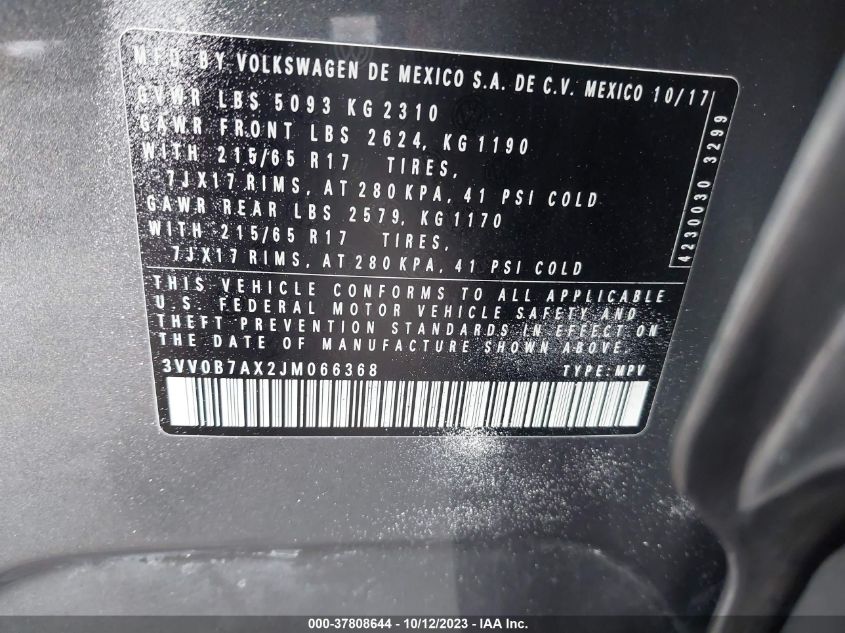 MFD BY VOLKSWAGEN DE MEXICO S.A. DE C.V. MEXICO 10/17
GVWR LBS 5093 KG 2310
GAWR FRONT LBS 2624, KG 1190
WITH 215/65 R17 TIRES,
7JX17 RIMS, AT 280 KPA, 41 PSI COLD
GAWR REAR LBS 2579, KG 1170
WITH 215/65 R17 TIRES,
7JX17 RIMS, AT 280 KPA, 41 PSI COLD
4230030 3299
THIS VEHICLE CONFORMS TO ALL APPLICABLE
U.S. FEDERAL MOTOR VEHICLE SAFETY AND
THEFT PREVENTION STANDARDS IN EFFECT ON
THE DATE OF MANUFACTURE SHOWN ABOVE.
3VV0B7AX2JM066368 TYPE: MPV
000-37808644 - 10/12/2023 - © IAA Inc.